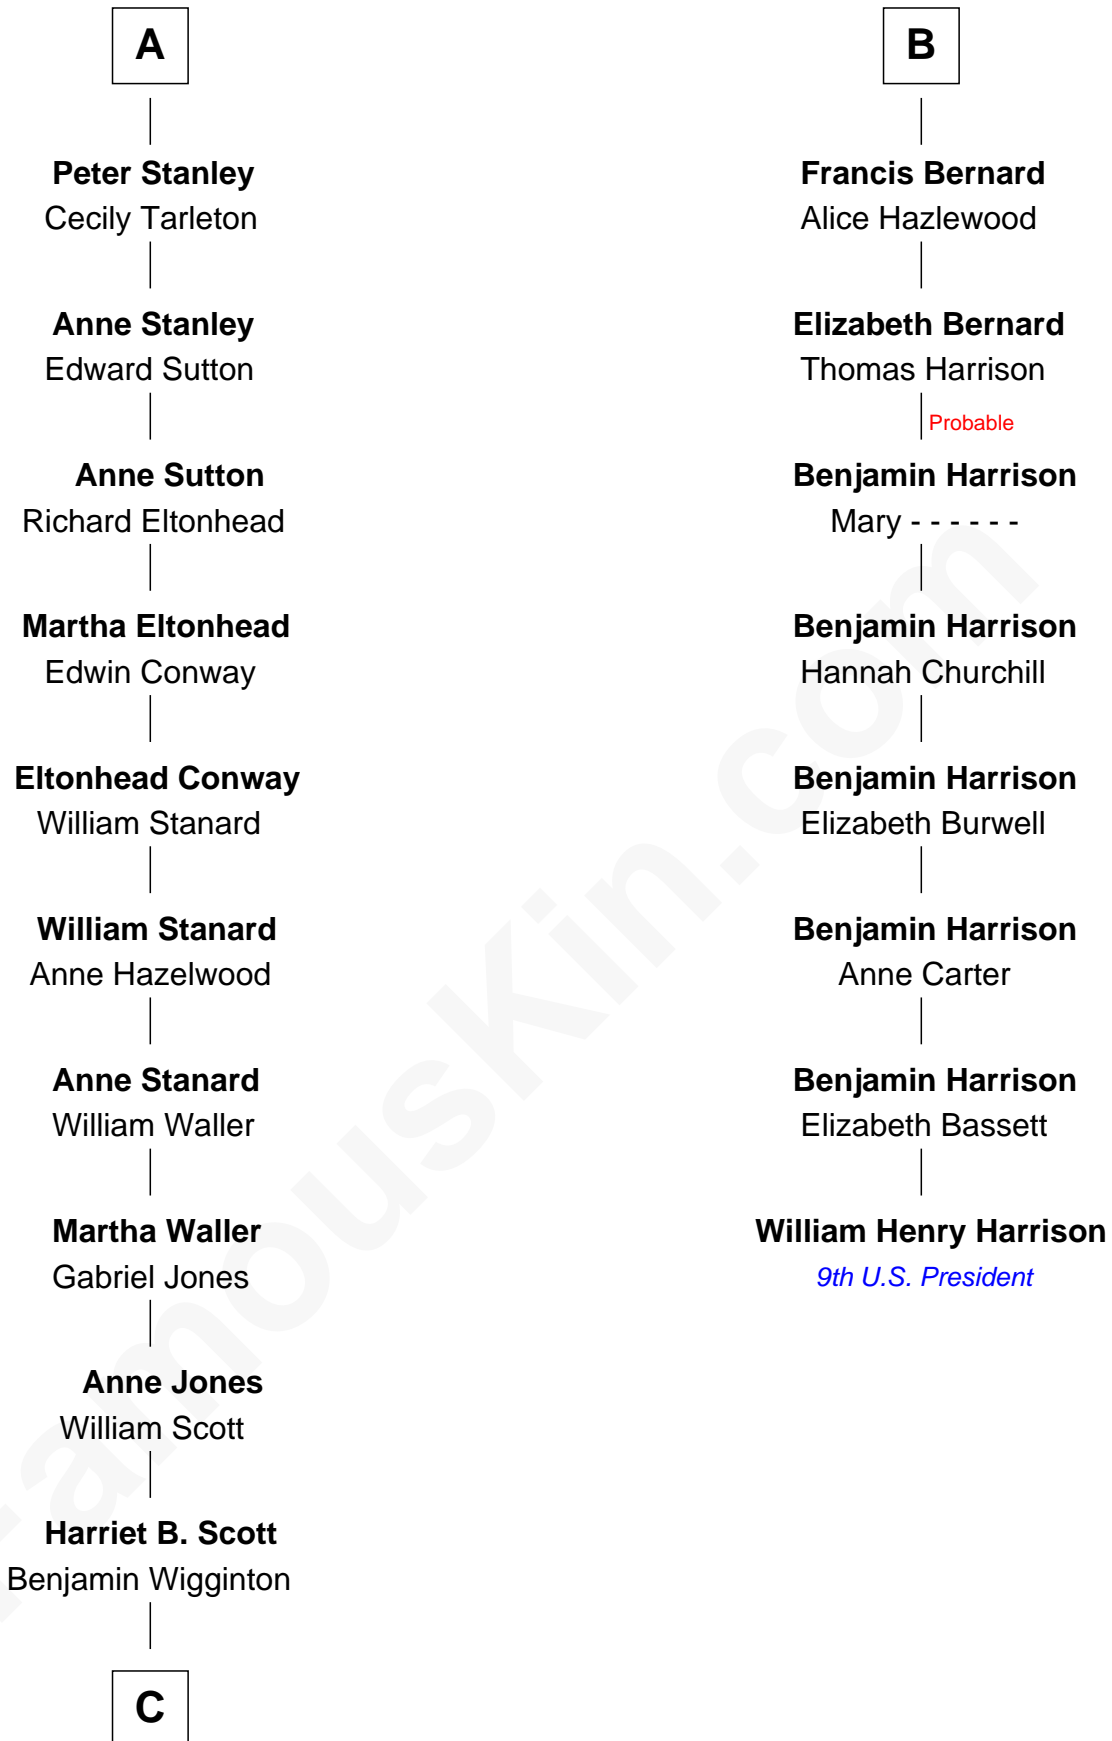 A
Peter Stanley
Cecily Tarleton
Anne Stanley
Edward Sutton
Anne Sutton
Richard Eltonhead
Martha Eltonhead
Edwin Conway
Eltonhead Conway
William Stanard
William Stanard
Anne Hazelwood
Anne Stanard
William Waller
Martha Waller
Gabriel Jones
Anne Jones
William Scott
Harriet B. Scott
Benjamin Wigginton
C
B
Francis Bernard
Alice Hazlewood
Elizabeth Bernard
Thomas Harrison
Probable
Benjamin Harrison
Mary - - - - - -
Benjamin Harrison
Hannah Churchill
Benjamin Harrison
Elizabeth Burwell
Benjamin Harrison
Anne Carter
Benjamin Harrison
Elizabeth Bassett
William Henry Harrison
9th U.S. President
FamousKin.com